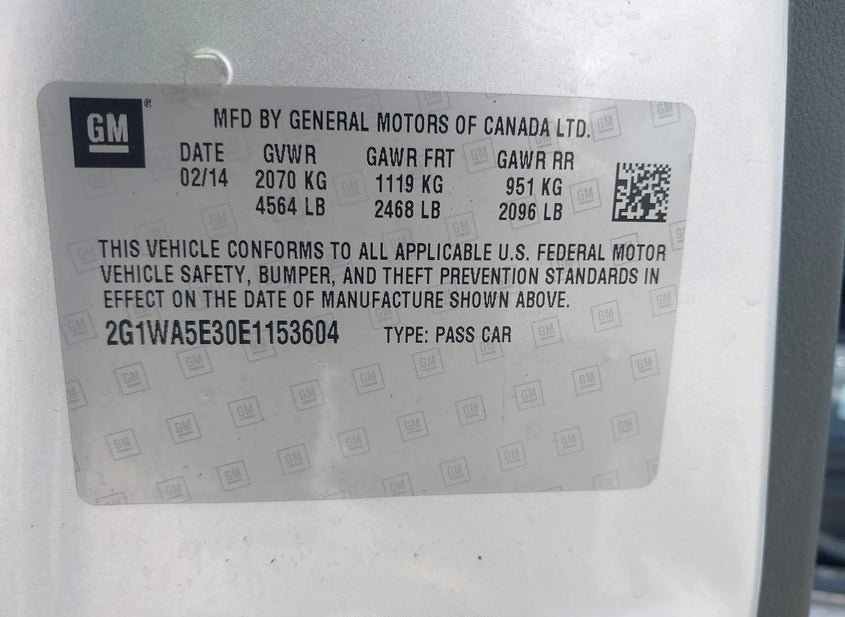 GM ® MFD BY GENERAL MOTORS OF CANADA LTD.
DATE GVWR GAWR FRT GAWR RR
02/14 2070 KG 1119 KG 951 KG
4564 LB 2468 LB 2096 LB
THIS VEHICLE CONFORMS TO ALL APPLICABLE U.S. FEDERAL MOTOR
VEHICLE SAFETY, BUMPER, AND THEFT PREVENTION STANDARDS IN
EFFECT ON THE DATE OF MANUFACTURE SHOWN ABOVE.
2G1WA5E30E1153604 TYPE: PASS CAR